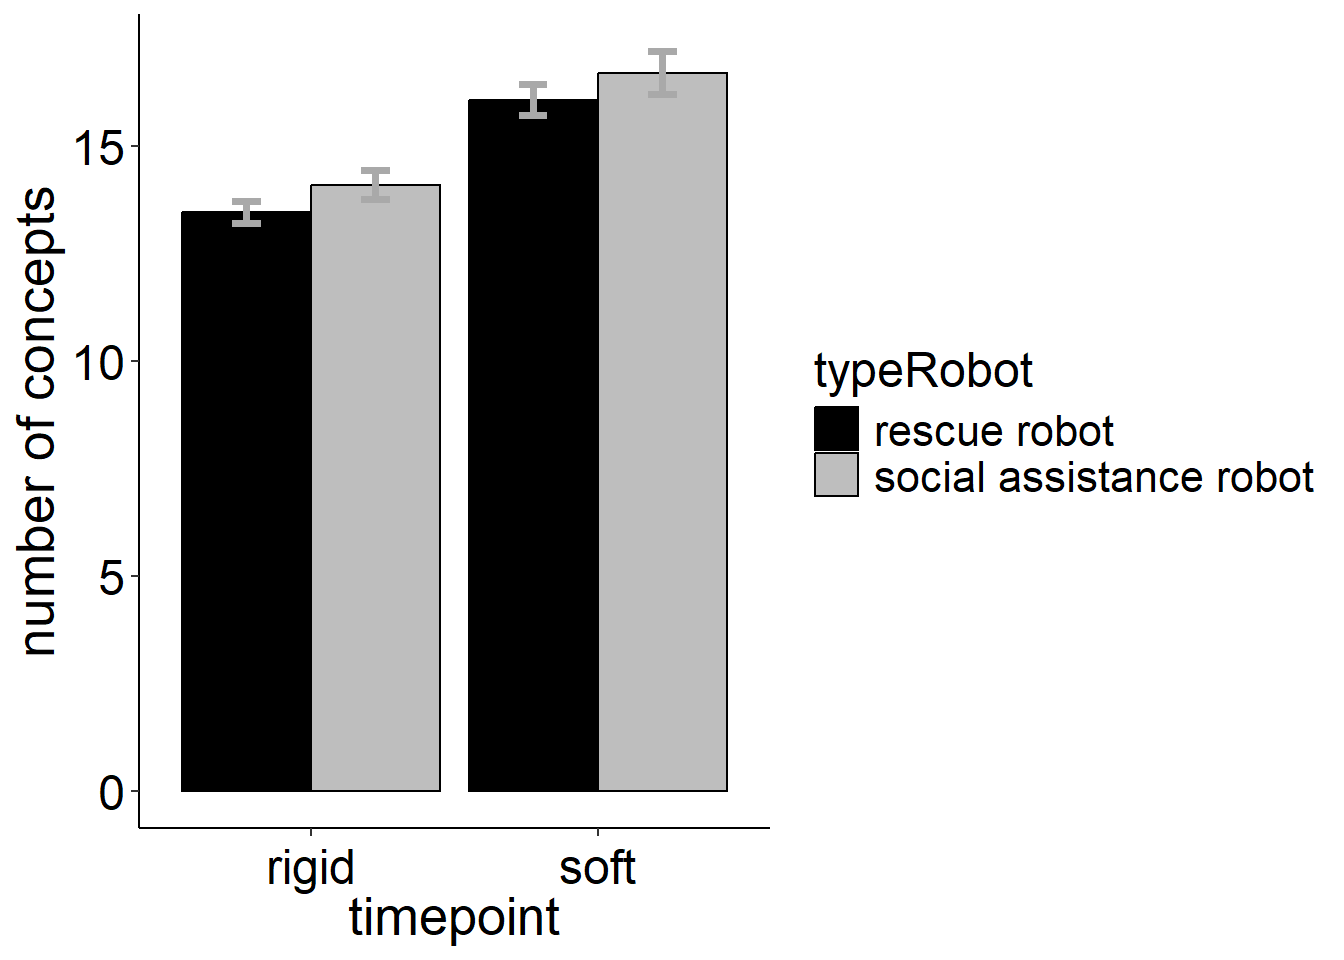 number of concepts
15
10
5
0
rigid
soft
timepoint
typeRobot
rescue robot
social assistance robot